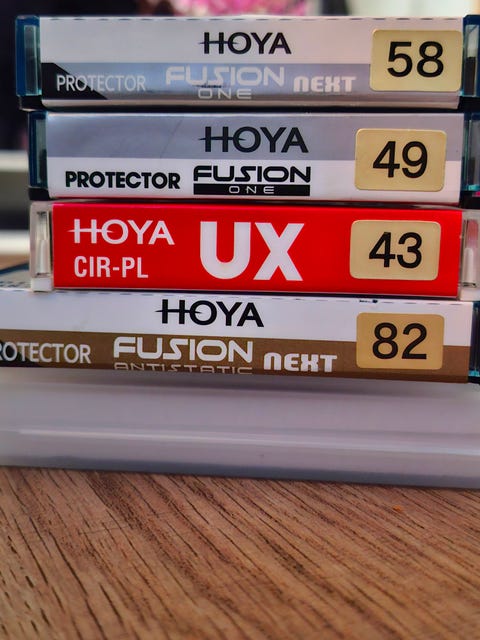 HOYA
PROTECTOR FUSION ONE NEXT 58
HOYA
PROTECTOR FUSION ONE 49
HOYA
CIR-PL UX 43
HOYA
ROTECTOR FUSION ANTISTATIC NEXT 82